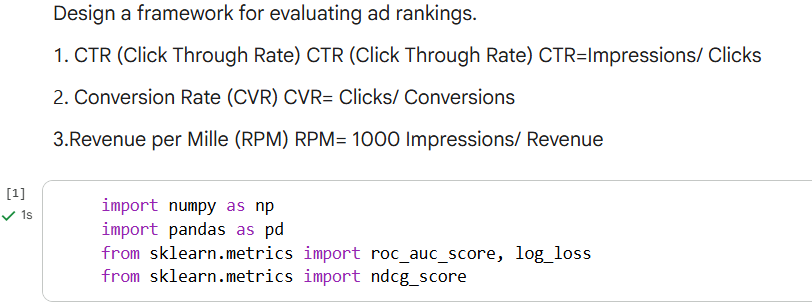 Design a framework for evaluating ad rankings.
1. CTR (Click Through Rate) CTR (Click Through Rate) CTR=Impressions/ Clicks
2. Conversion Rate (CVR) CVR= Clicks/ Conversions
3.Revenue per Mille (RPM) RPM= 1000 Impressions/ Revenue
[1]
1s
import numpy as np
import pandas as pd
from sklearn.metrics import roc_auc_score, log_loss
from sklearn.metrics import ndcg_score